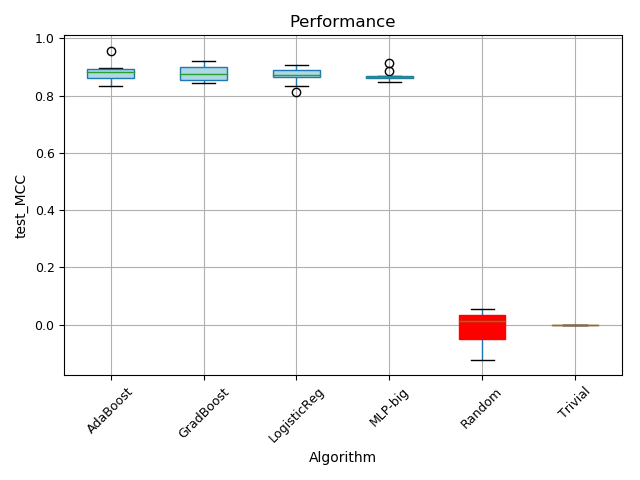 Performance
1.0
0.8
0.6
0.4
0.2
0.0
test_MCC
AdaBoost
GradBoost
LogisticReg
MLP-big
Random
Trivial
Algorithm